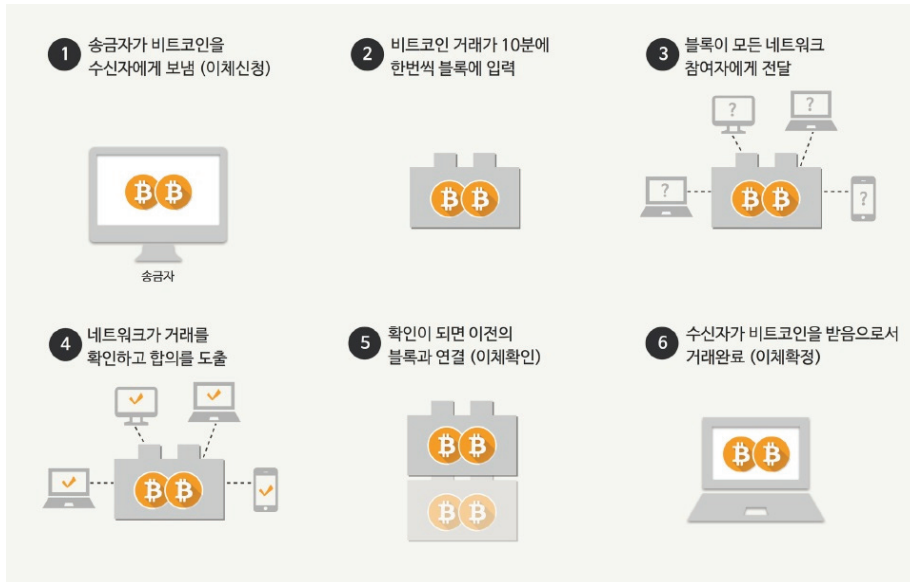 1 송금자가 비트코인을
수신자에게 보냄 (이체신청)
송금자
2 비트코인 거래가 10분에
한번씩 블록에 입력
3 블록이 모든 네트워크
참여자에게 전달
?
?
?
?
4 네트워크가 거래를
확인하고 합의를 도출
5 확인이 되면 이전의
블록과 연결 (이체확인)
6 수신자가 비트코인을 받음으로서
거래완료 (이체확정)